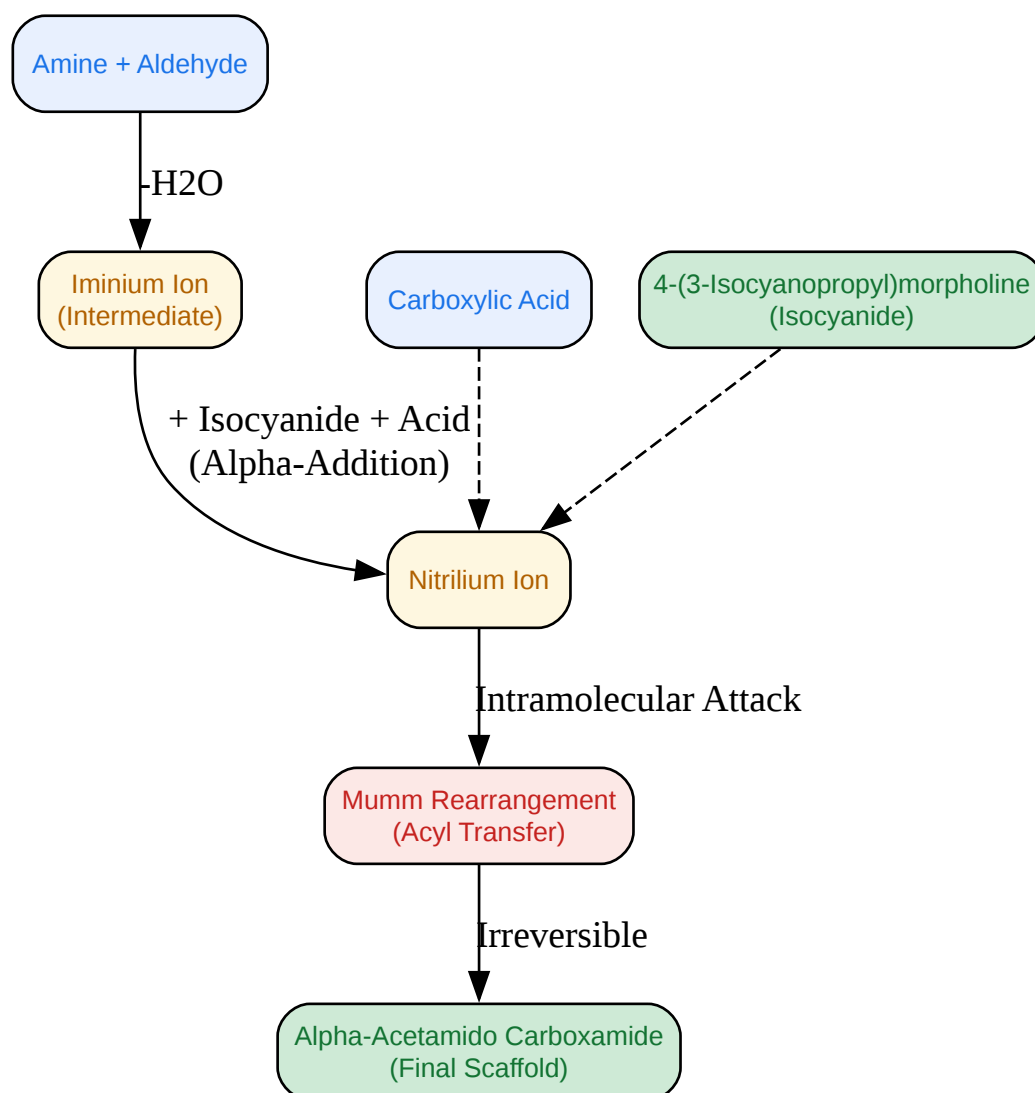 Amine + Aldehyde
-H2O
Iminium Ion
(Intermediate)
Carboxylic Acid
4-(3-Isocyanopropyl)morpholine
(Isocyanide)
+ Isocyanide + Acid
(Alpha-Addition)
Nitrilium Ion
Intramolecular Attack
Mumm Rearrangement
(Acyl Transfer)
Irreversible
Alpha-Acetamido Carboxamide
(Final Scaffold)